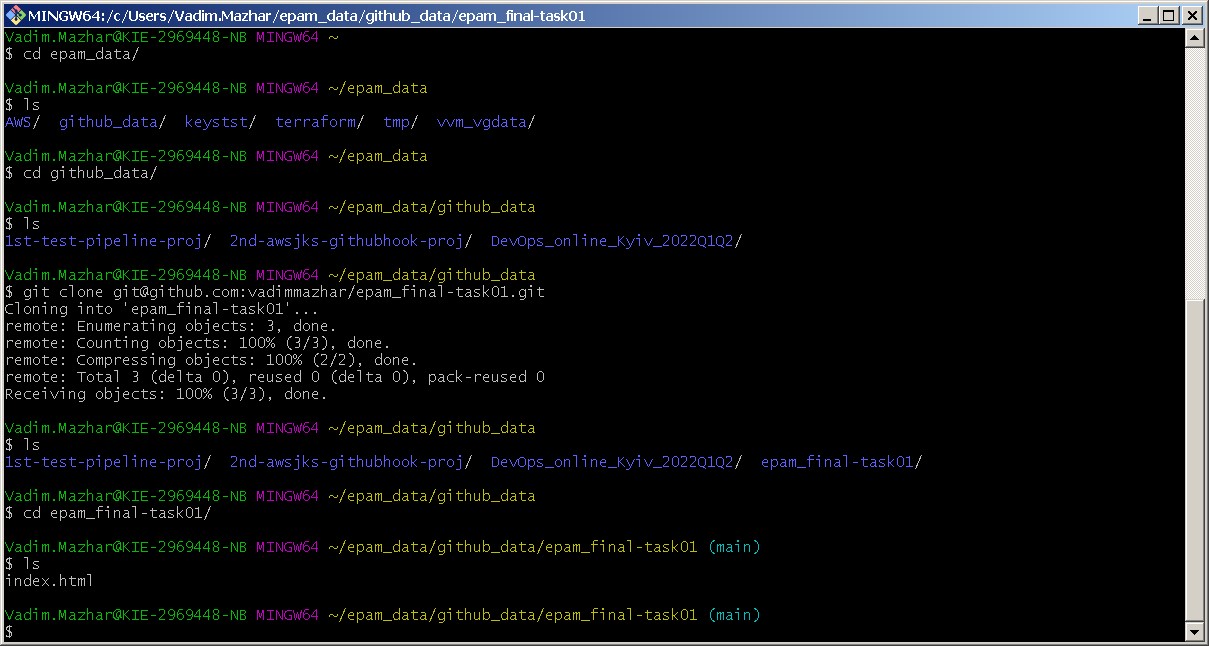 MINGW64:/c/Users/Vadim.Mazhar/epam_data/github_data/epam_final-task01
Vadim.Mazhar@KIE-2969448-NB MINGW64 ~
$ cd epam_data/
Vadim.Mazhar@KIE-2969448-NB MINGW64 ~/epam_data
$ ls
AWS/  github_data/  keystst/  terraform/  tmp/  vvm_vgdata/
Vadim.Mazhar@KIE-2969448-NB MINGW64 ~/epam_data
$ cd github_data/
Vadim.Mazhar@KIE-2969448-NB MINGW64 ~/epam_data/github_data
$ ls
1st-test-pipeline-proj/  2nd-awsjks-githubhook-proj/  DevOps_online_Kyiv_2022Q1Q2/
Vadim.Mazhar@KIE-2969448-NB MINGW64 ~/epam_data/github_data
$ git clone git@github.com:vadimmazhar/epam_final-task01.git
Cloning into 'epam_final-task01'...
remote: Enumerating objects: 3, done.
remote: Counting objects: 100% (3/3), done.
remote: Compressing objects: 100% (2/2), done.
remote: Total 3 (delta 0), reused 0 (delta 0), pack-reused 0
Receiving objects: 100% (3/3), done.
Vadim.Mazhar@KIE-2969448-NB MINGW64 ~/epam_data/github_data
$ ls
1st-test-pipeline-proj/  2nd-awsjks-githubhook-proj/  DevOps_online_Kyiv_2022Q1Q2/  epam_final-task01/
Vadim.Mazhar@KIE-2969448-NB MINGW64 ~/epam_data/github_data
$ cd epam_final-task01/
Vadim.Mazhar@KIE-2969448-NB MINGW64 ~/epam_data/github_data/epam_final-task01 (main)
$ ls
index.html
Vadim.Mazhar@KIE-2969448-NB MINGW64 ~/epam_data/github_data/epam_final-task01 (main)
$